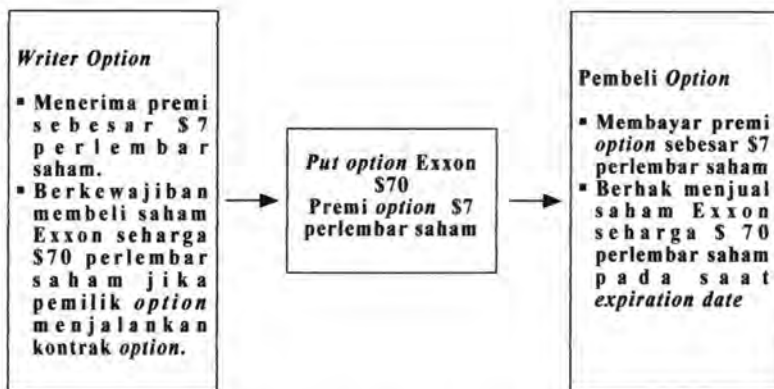 Writer Option
▪ Menerima premi
sebesar $7
perlembar
saham.
▪ Berkewajiban
membeli saham
Exxon seharga
$70 perlembar
saham jika
pemilik option
menjalankan
kontrak option.
Put option Exxon
$70
Premi option $7
perlembar saham
Pembeli Option
▪ Membayar premi
option sebesar $7
perlembar saham
▪ Berhak menjual
saham Exxon
seharga $ 70
perlembar saham
pada saat
expiration date